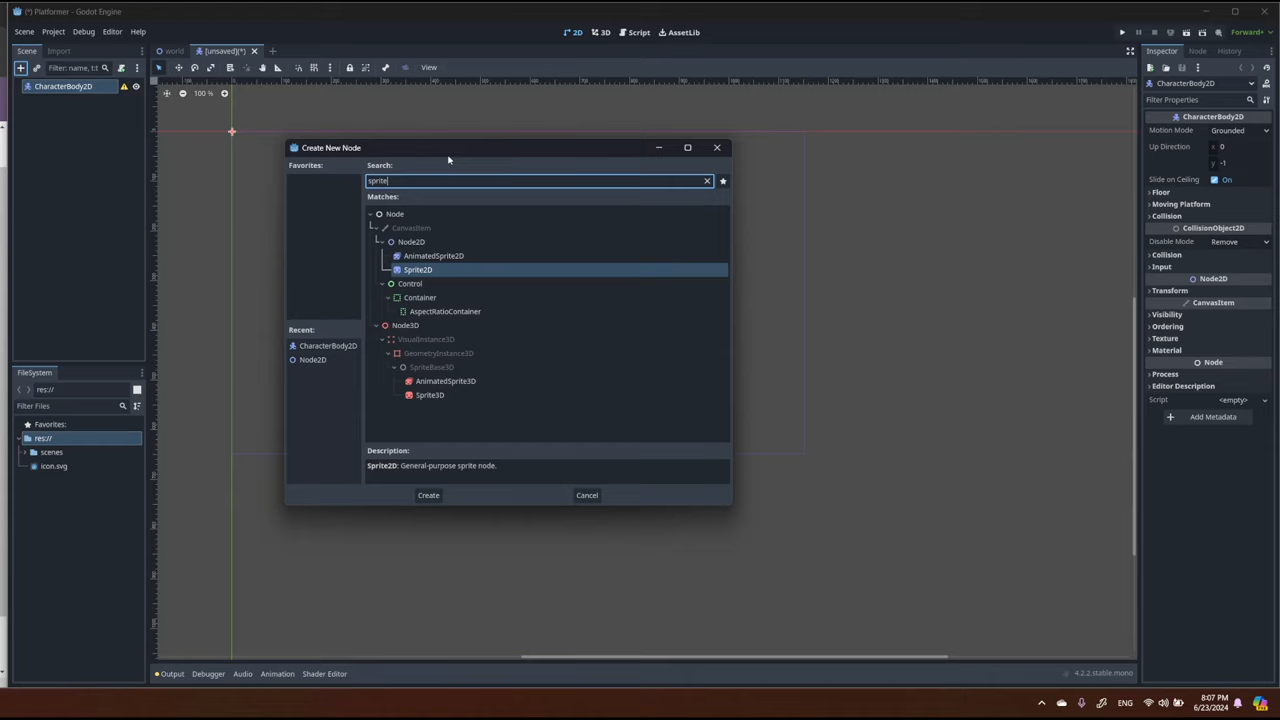 (*) Platformer - Godot Engine
Scene Project Debug Editor Help
2D 3D Script AssetLib
Forward+
Scene Import
world [unsaved](*)
Inspector Node History
Filter: name, t:t
View
CharacterBody2D
100 %
CharacterBody2D
Filter Properties
CharacterBody2D
Motion Mode Grounded
Up Direction x 0
y -1
Slide on Ceiling On
Floor
Moving Platform
Collision
CollisionObject2D
Disable Mode Remove
Collision
Input
Node2D
Transform
CanvasItem
Visibility
Ordering
Texture
Material
Node
Process
Editor Description
Script <empty>
Add Metadata
Create New Node
Favorites:
Search:
sprite
Matches:
Node
CanvasItem
Node2D
AnimatedSprite2D
Sprite2D
Control
Container
AspectRatioContainer
Node3D
VisualInstance3D
GeometryInstance3D
SpriteBase3D
AnimatedSprite3D
Sprite3D
Recent:
CharacterBody2D
Node2D
Description:
Sprite2D: General-purpose sprite node.
Create Cancel
FileSystem
res://
Filter Files
Favorites:
res://
scenes
icon.svg
Output Debugger Audio Animation Shader Editor
4.2.2.stable.mono
ENG
8:07 PM
6/23/2024